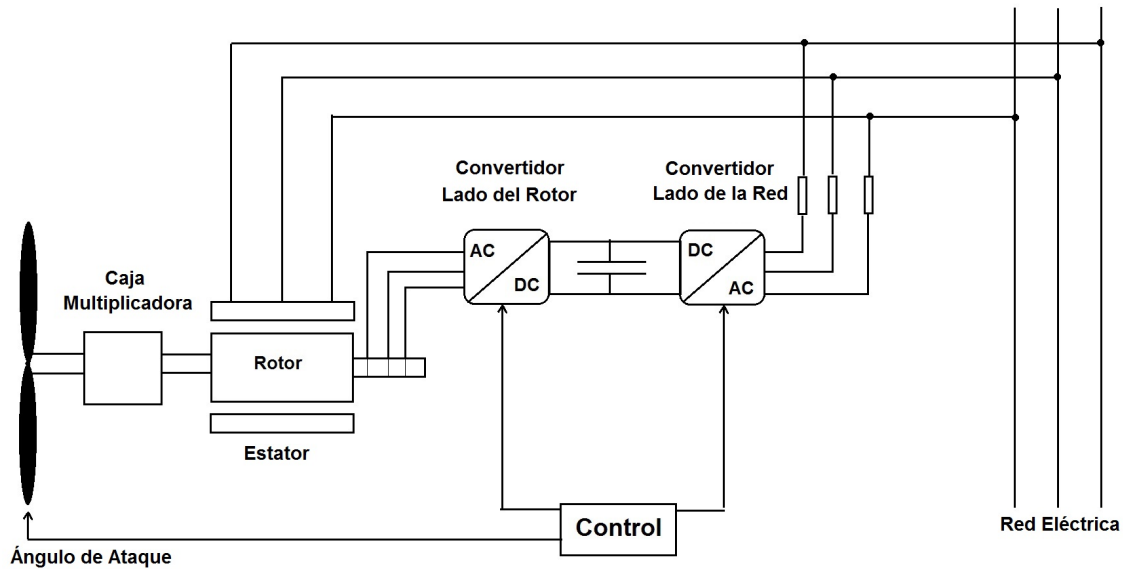 Convertidor
Lado del Rotor
Convertidor
Lado de la Red
AC
DC
DC
AC
Caja
Multiplicadora
Rotor
Estator
Control
Red Eléctrica
Ángulo de Ataque